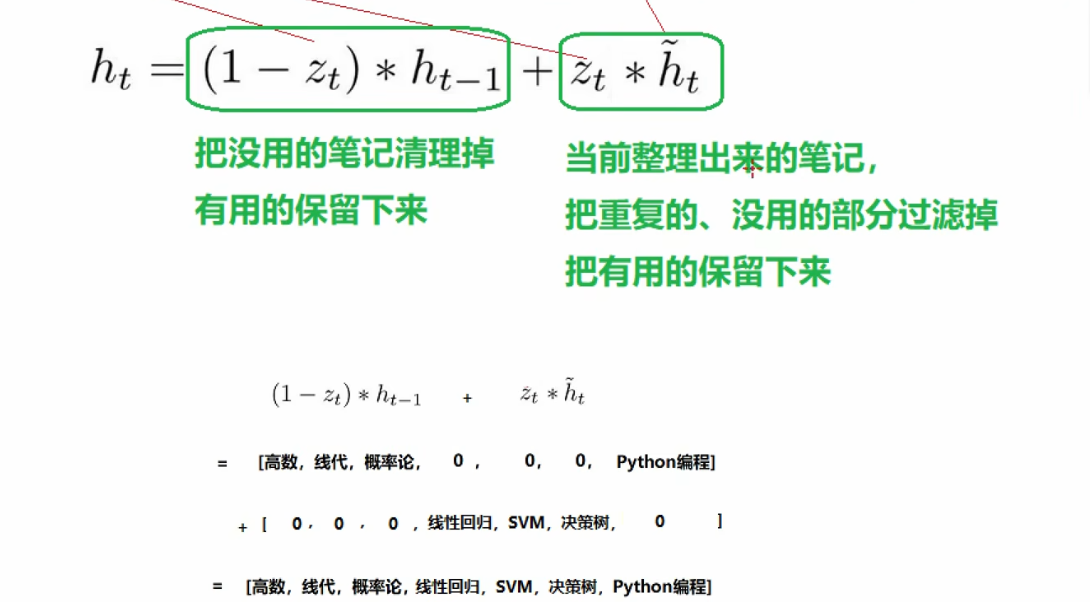 h_t = (1 − z_t) ∗ h_{t−1} + z_t ∗ h̃_t
把没用的笔记清理掉
有用的保留下来
当前整理出来的笔记，
把重复的、没用的部分过滤掉
把有用的保留下来
(1 − z_t) ∗ h_{t−1} + z_t ∗ h̃_t
= [高数，线代，概率论， 0 ， 0， 0， Python编程]
+ [ 0 ， 0 ， 0 ，线性回归，SVM，决策树， 0 ]
= [高数，线代，概率论，线性回归，SVM，决策树，Python编程]